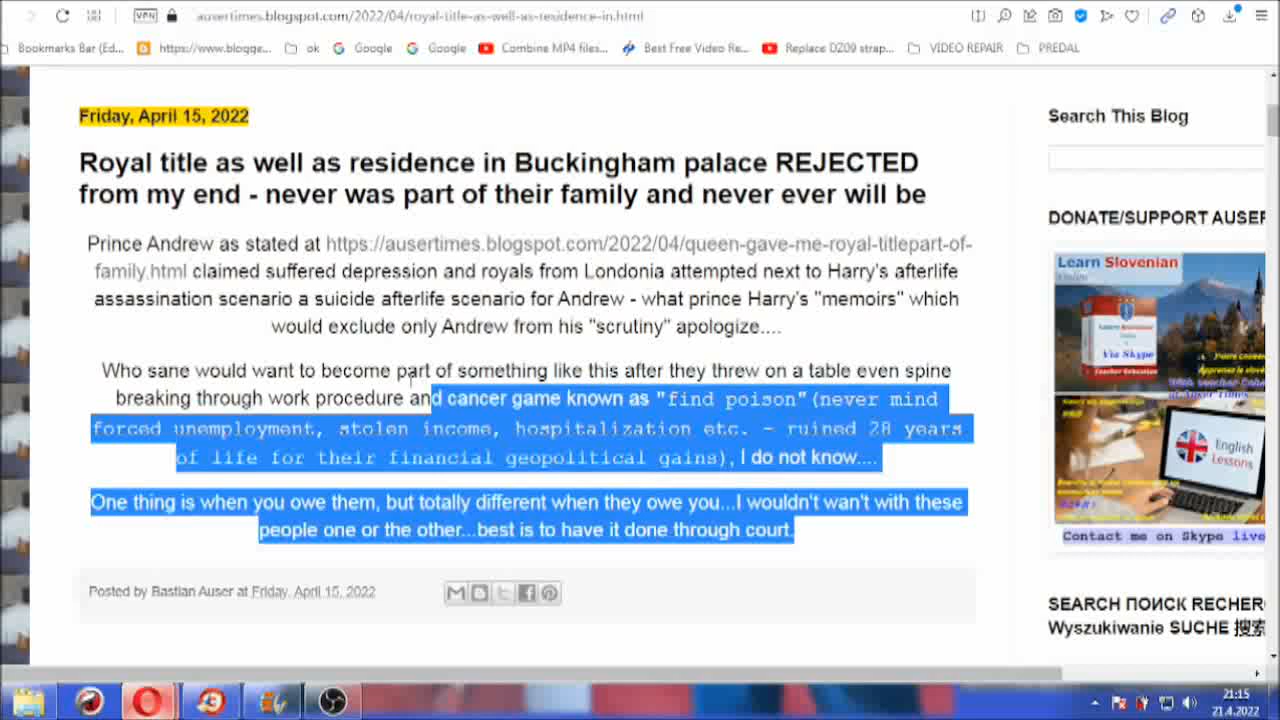 VPN ausertimes.blogspot.com/2022/04/royal-title-as-well-as-residence-in.html
Bookmarks Bar (Ed... https://www.blogge... ok Google Google Combine MP4 files... Best Free Video Re... Replace D209 strap... VIDEO REPAIR PREDAL
Friday, April 15, 2022
Royal title as well as residence in Buckingham palace REJECTED
from my end - never was part of their family and never ever will be
Prince Andrew as stated at https://ausertimes.blogspot.com/2022/04/queen-gave-me-royal-titlepart-of-
family.html claimed suffered depression and royals from Londonia attempted next to Harry's afterlife
assassination scenario a suicide afterlife scenario for Andrew - what prince Harry's "memoirs" which
would exclude only Andrew from his "scrutiny" apologize....
Who sane would want to become part of something like this after they threw on a table even spine
breaking through work procedure and cancer game known as "find poison"(never mind
forced unemployment, stolen income, hospitalization etc. - ruined 28 years
of life for their financial geopolitical gains), I do not know....
One thing is when you owe them, but totally different when they owe you...I wouldn't wan't with these
people one or the other...best is to have it done through court.
Posted by Bastian Auser at Friday, April 15, 2022
Search This Blog
DONATE/SUPPORT AUSER
Learn Slovenian
Via Skype
English
Lessons
Contact me on Skype live
SEARCH ПОИСК RECHER
Wyszukiwanie SUCHE 搜索
21:15
21.4.2022